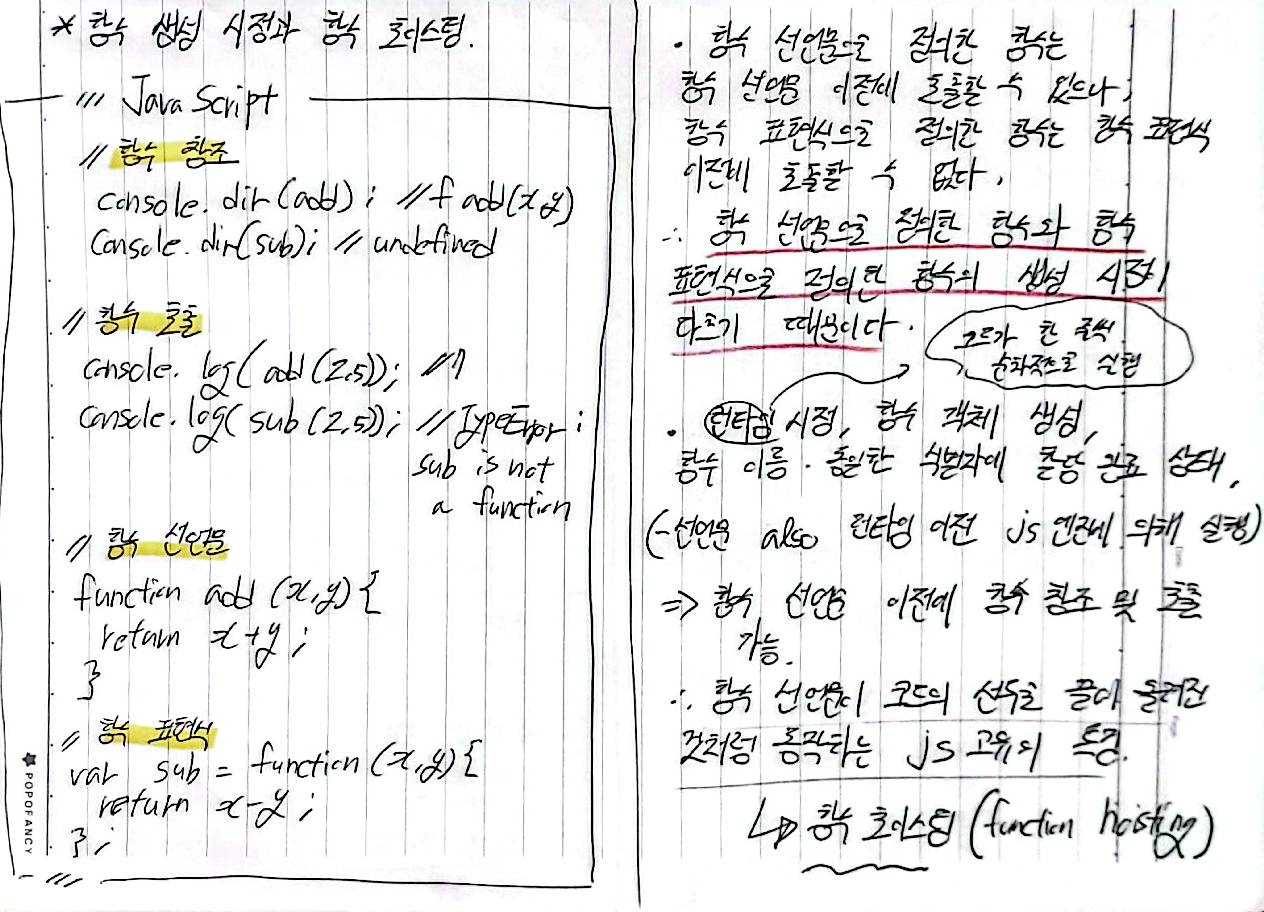 * 함수 생성 시점과 함수 호이스팅.
``` JavaScript
// 함수 참조
console.dir(add); // f add(x,y)
console.dir(sub); // undefined
// 함수 호출
console.log(add(2,5)); // 7
console.log(sub(2,5)); // TypeError:
sub is not
a function
// 함수 선언문
function add (x,y) {
return x+y;
}
// 함수 표현식
var sub = function (x,y) {
return x-y;
};
- ```
POPOFANCY
· 함수 선언문으로 정의한 함수는
함수 선언문 이전에 호출할 수 있으나;
함수 표현식으로 정의한 함수는 함수 표현식
이전에 호출할 수 없다.
∴ 함수 선언문으로 정의한 함수와 함수
표현식으로 정의한 함수의 생성 시점이
다르기 때문이다.
코드가 한 줄씩
순차적으로 실행
· 런타임 시점, 함수 객체 생성,
함수 이름 · 동일한 식별자에 할당 완료 상태.
(-선언문 also 런타임 이전 js 엔진에 의해 실행)
=> 함수 선언문 이전에 함수 참조 및 호출
가능.
∴ 함수 선언문이 코드의 선두로 끌어 올려진
것처럼 동작하는 js 고유의 특징.
↳ 함수 호이스팅 (function hoisting)